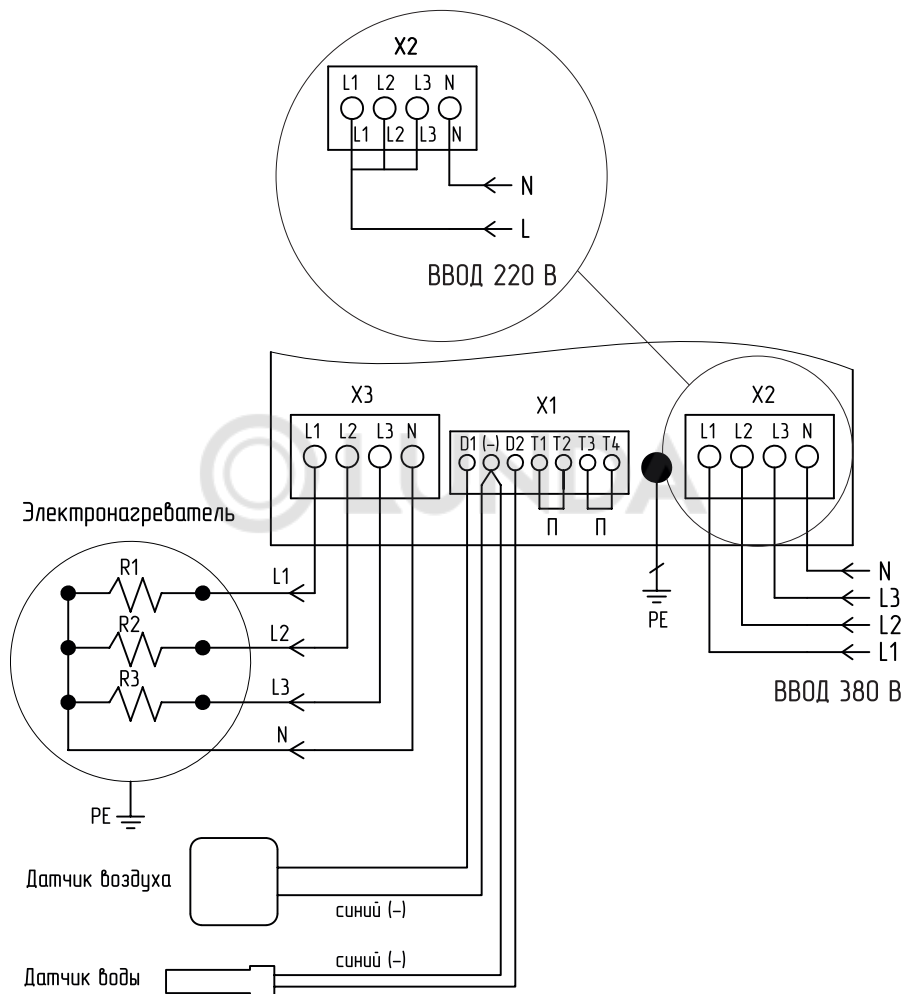 X2
L1 L2 L3 N
L1 L2 L3 N
N
L
ВВОД 220 В
X3
X1
X2
L1 L2 L3 N
D1 (-) D2 T1 T2 T3 T4
L1 L2 L3 N
LUNDA
П П
Электронагреватель
R1
L1
R2
L2
R3
L3
N
PE
PE
N
L3
L2
L1
ВВОД 380 В
Датчик воздуха
синий (-)
Датчик воды
синий (-)